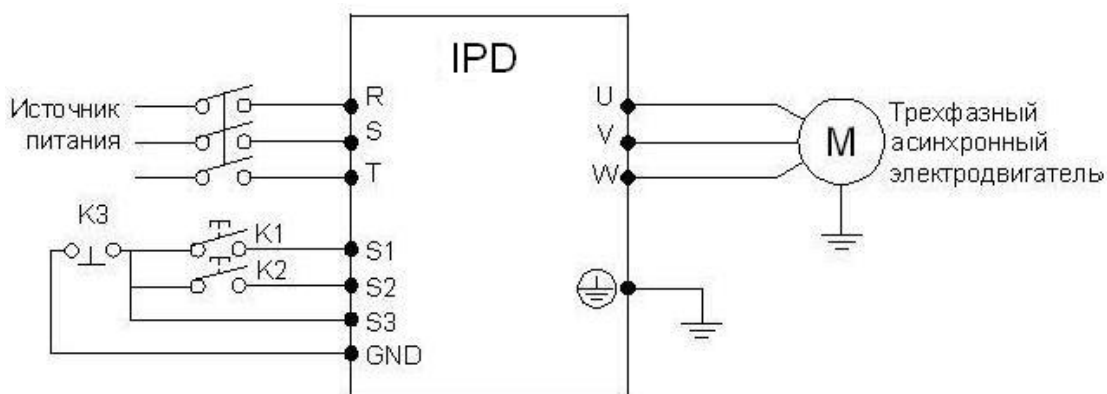 IPD
R
S
T
Источник
питания
U
V
W
M
Трехфазный
асинхронный
электродвигатель
K3
K1
K2
S1
S2
S3
GND